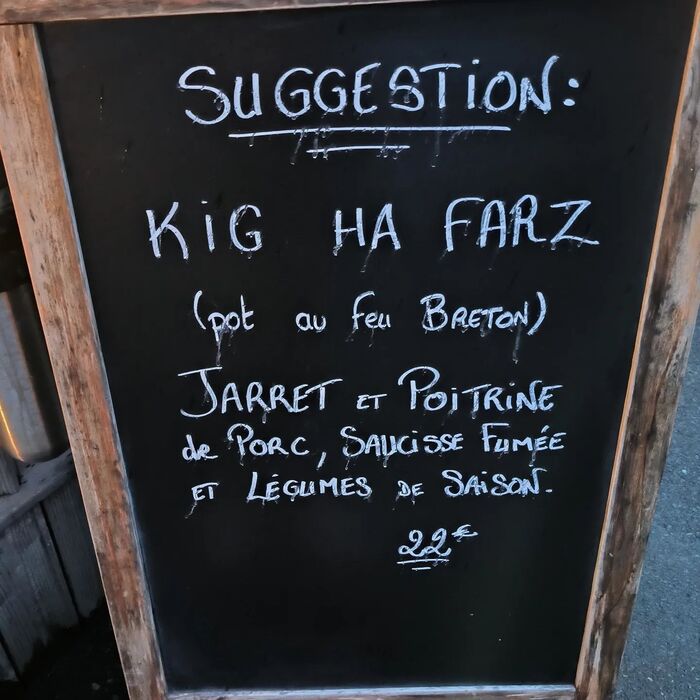 SUGGESTION:
KIG HA FARZ
(pot au feu BRETON)
JARRET ET POITRINE
de PORC, SAUCISSE FUMÉE
ET LÉGUMES DE SAISON.
22€